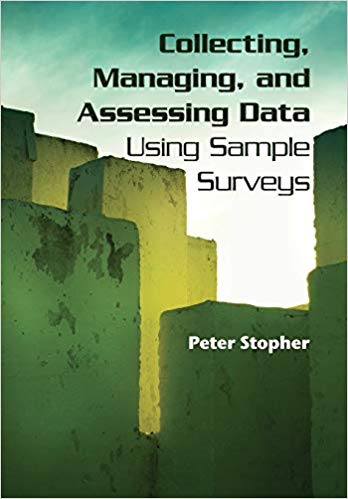 Collecting,
Managing, and
Assessing Data
Using Sample
Surveys
Peter Stopher